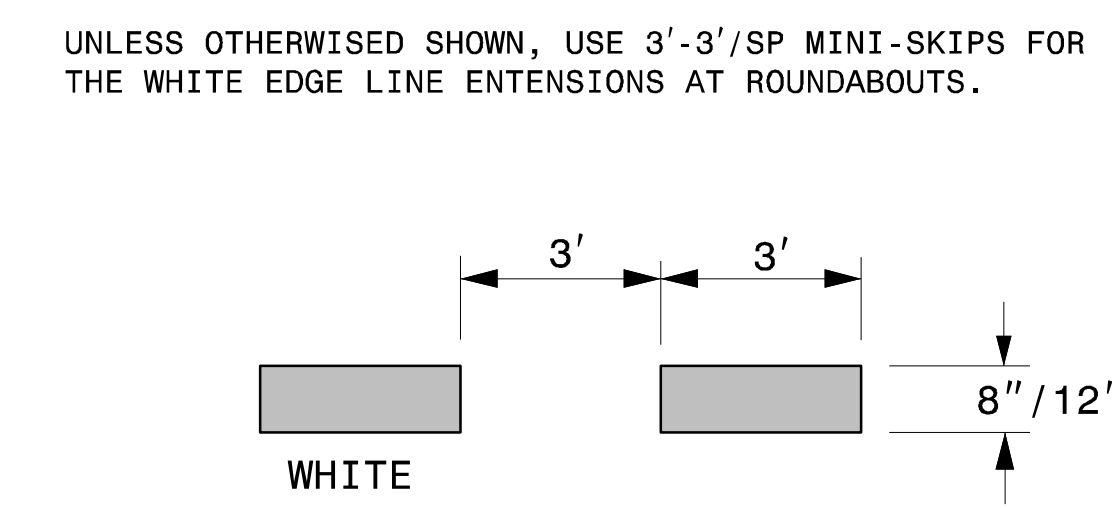 UNLESS OTHERWISED SHOWN, USE 3'-3'/SP MINI-SKIPS FOR
THE WHITE EDGE LINE ENTENSIONS AT ROUNDABOUTS.
3' 3'
8"/12'
WHITE